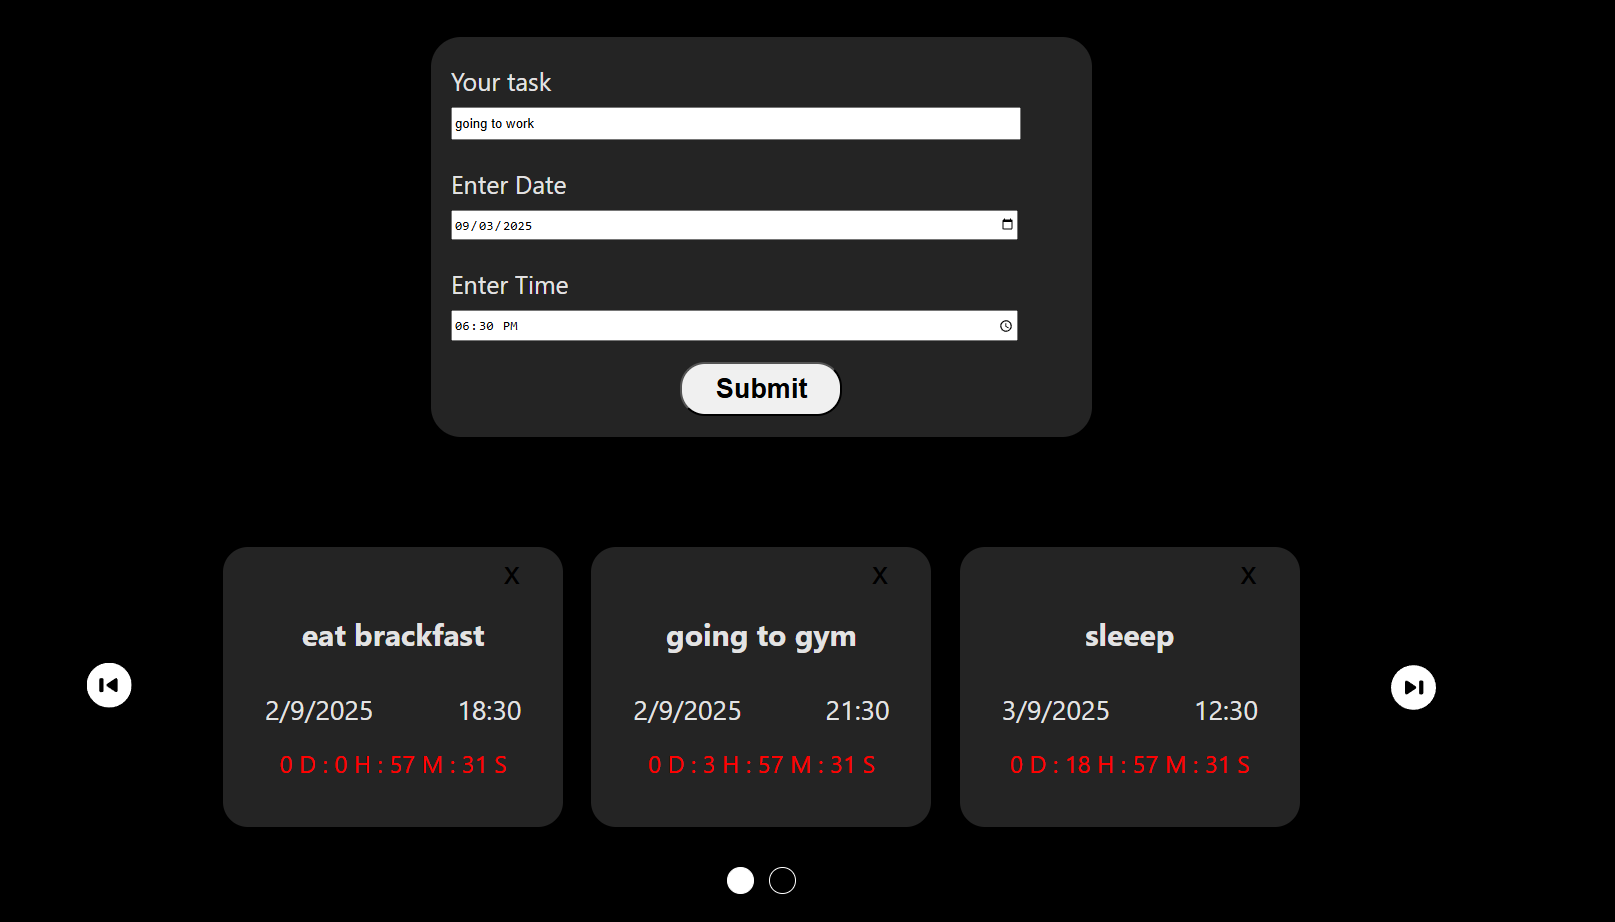 Your task
going to work
Enter Date
09/03/2025
Enter Time
06:30 PM
Submit
X
eat brackfast
2/9/2025 18:30
0 D : 0 H : 57 M : 31 S
X
going to gym
2/9/2025 21:30
0 D : 3 H : 57 M : 31 S
X
sleeep
3/9/2025 12:30
0 D : 18 H : 57 M : 31 S